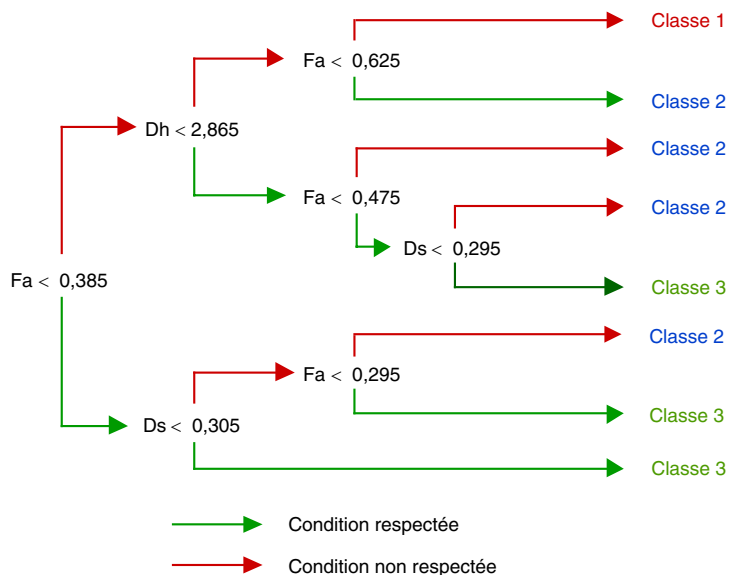 Classe 1
Fa < 0,625
Classe 2
Dh < 2,865
Classe 2
Fa < 0,475
Classe 2
Ds < 0,295
Fa < 0,385
Classe 3
Classe 2
Fa < 0,295
Classe 3
Ds < 0,305
Classe 3
Condition respectée
Condition non respectée